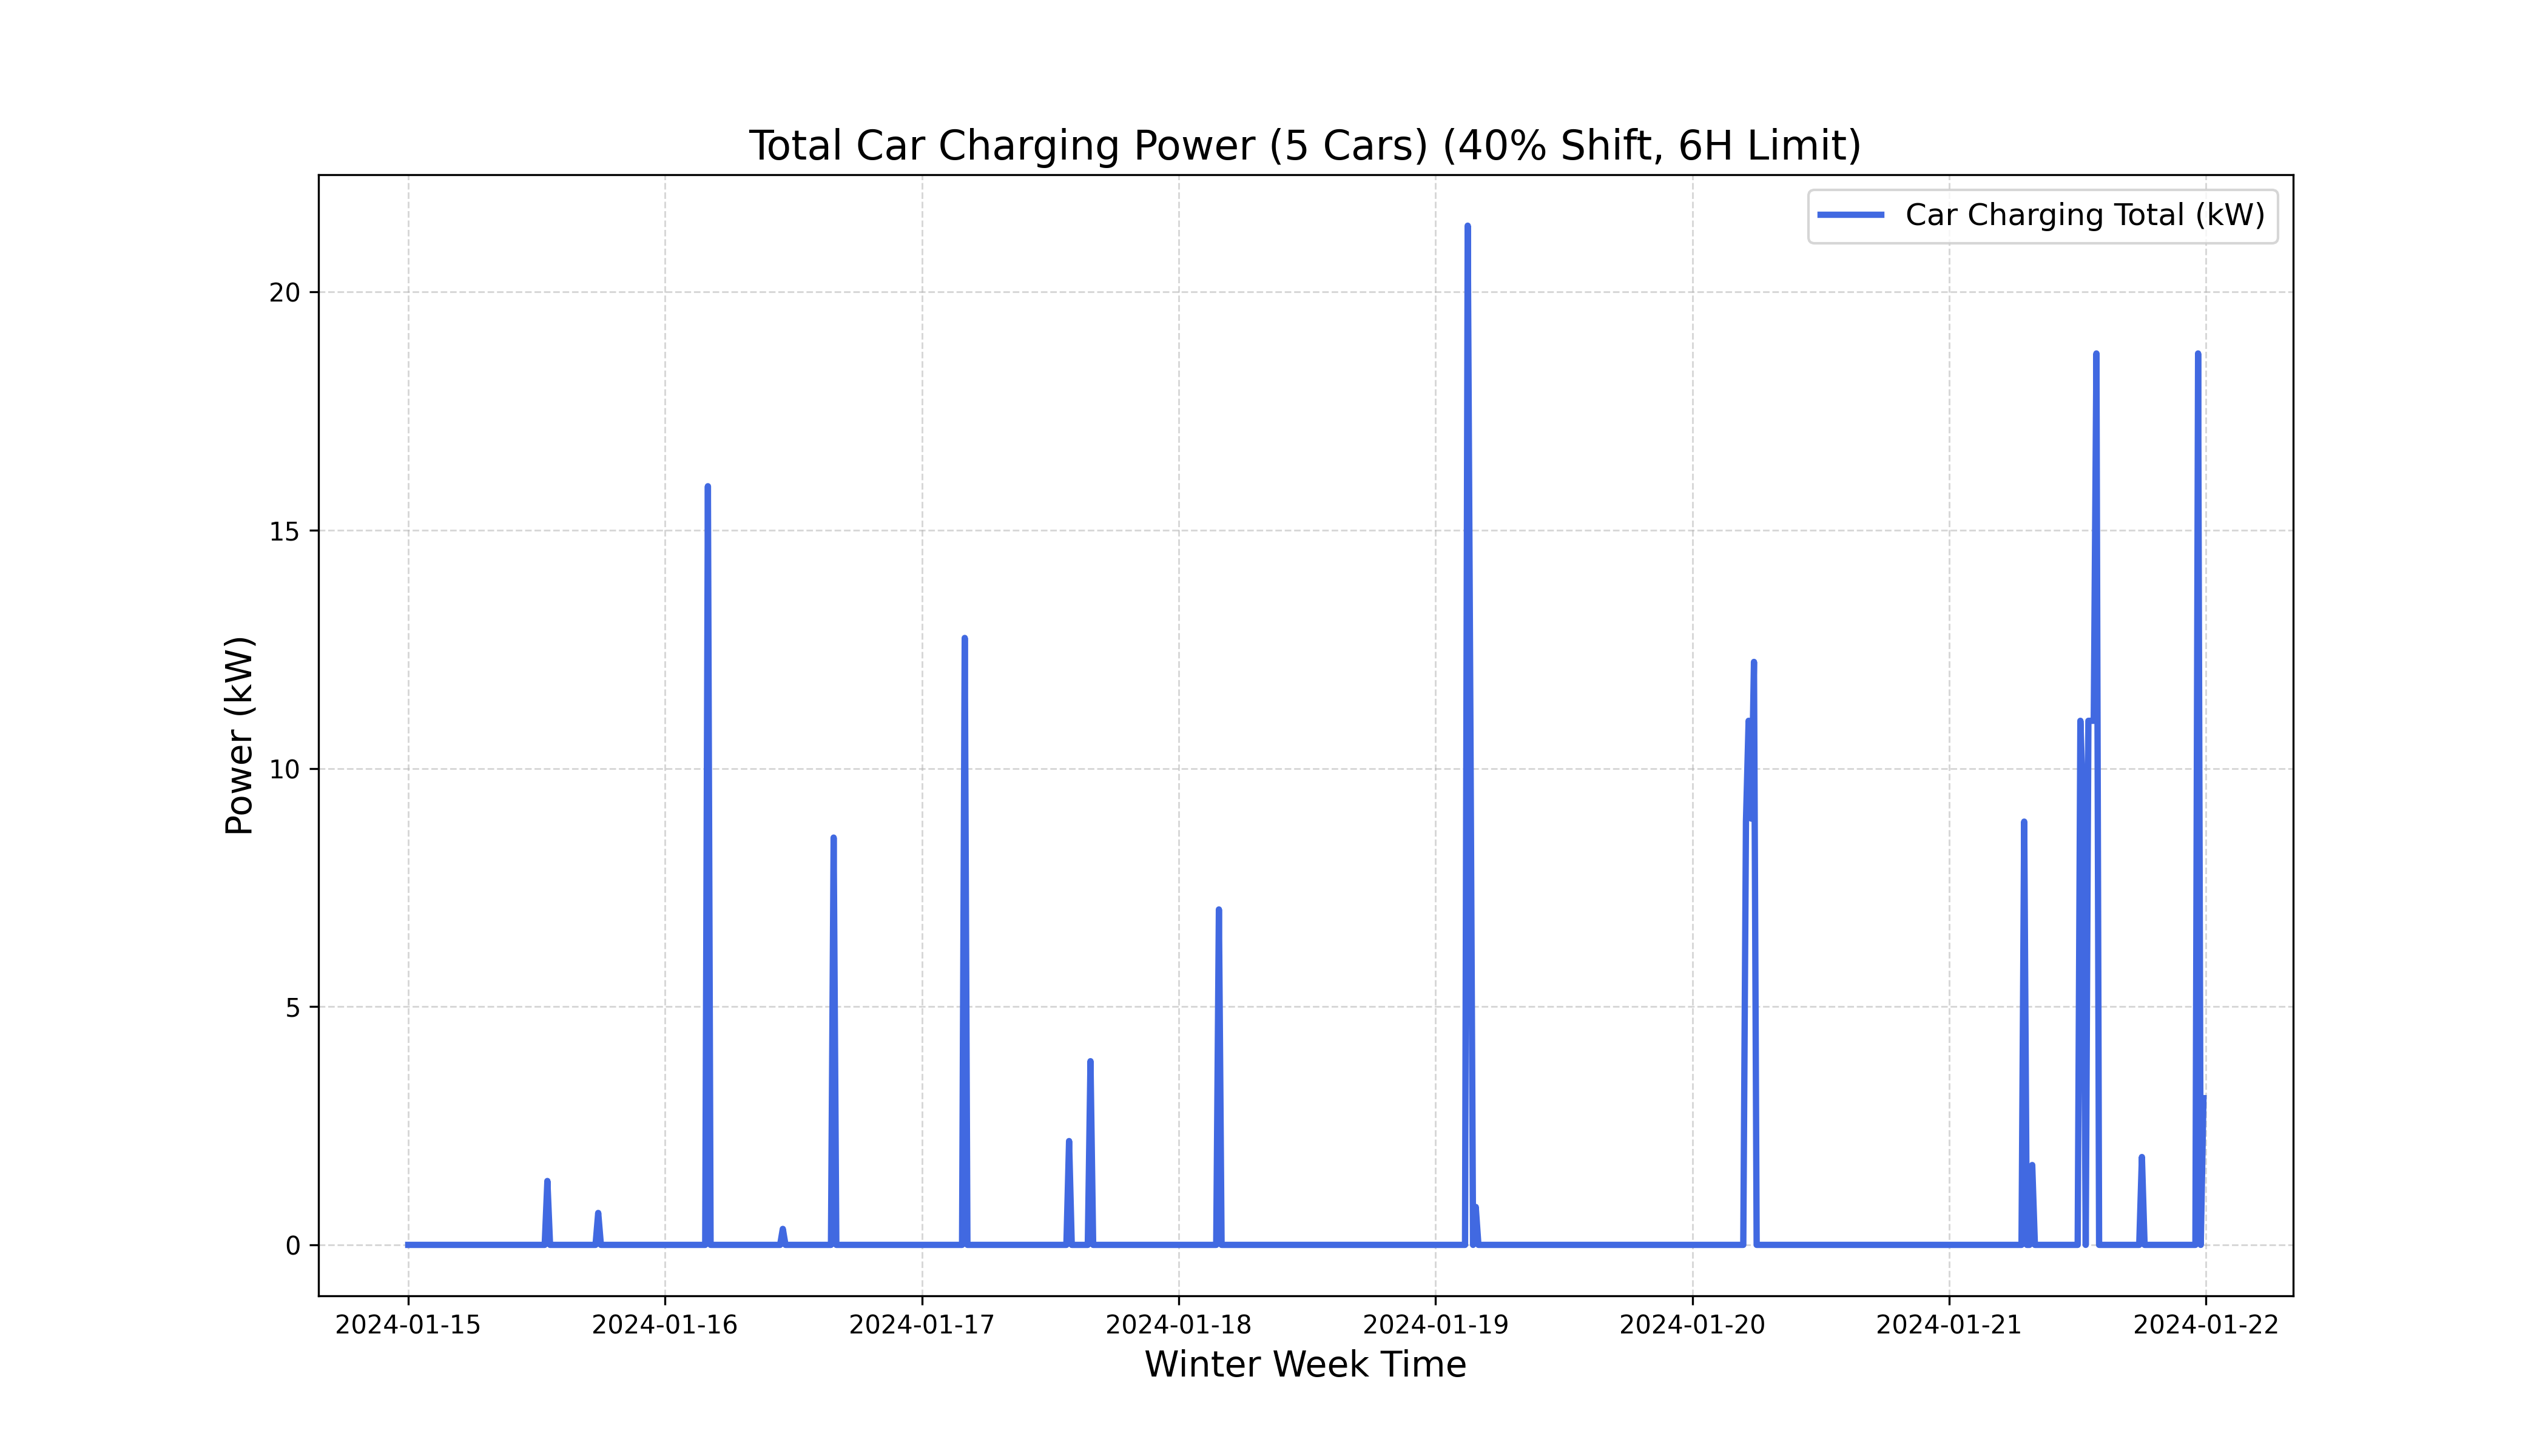 Total Car Charging Power (5 Cars) (40% Shift, 6H Limit)
Car Charging Total (kW)
Power (kW)
20
15
10
5
0
2024-01-15 2024-01-16 2024-01-17 2024-01-18 2024-01-19 2024-01-20 2024-01-21 2024-01-22
Winter Week Time